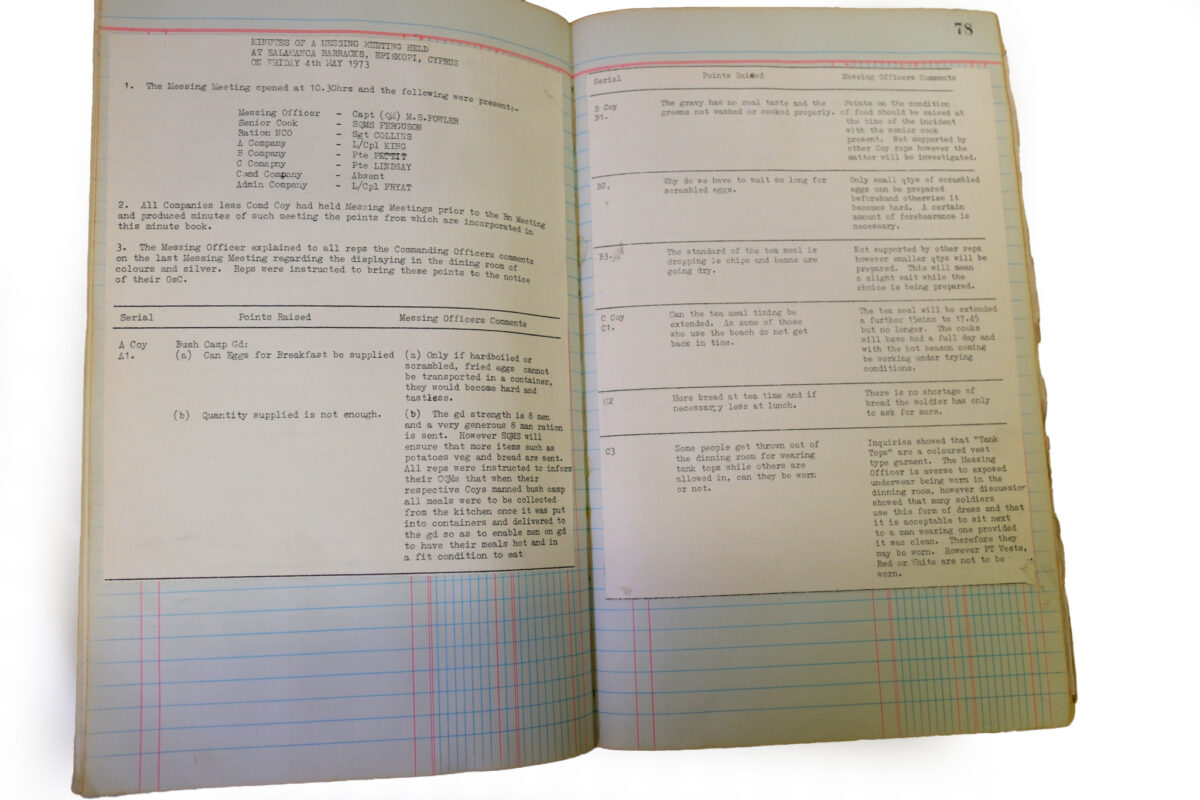 MINUTES OF A MESSING MEETING HELD
AT SALAMANCA BARRACKS, EPISKOPI, CYPRUS
ON FRIDAY 4th MAY 1973
1. The Messing Meeting opened at 10.30hrs and the following were present:-
Messing Officer - Capt (QM) M.S.FOWLER
Senior Cook - SQMS FERGUSON
Ration NCO - Sgt COLLINS
A Company - L/Cpl KING
B Company - Pte PETTIT
C Comapny - Pte LINDSAY
Comd Company - Absent
Admin Company - L/Cpl FRYAT
2. All Companies less Comd Coy had held Messing Meetings prior to the Bn Meeting
and produced minutes of such meeting the points from which are incorporated in
this minute book.
3. The Messing Officer explained to all reps the Commanding Officers comments
on the last Messing Meeting regarding the displaying in the dining room of
colours and silver. Reps were instructed to bring these points to the notice
of their OsC.
Serial Points Raised Messing Officers Comments
A Coy Bush Camp Gd:
A1. (a) Can Eggs for Breakfast be supplied (a) Only if hardboiled or
scrambled, fried eggs cannot
be transported in a container,
they would become hard and
tastless.
(b) Quantity supplied is not enough. (b) The gd strength is 8 men
and a very generous 8 man ration
is sent. However SQMS will
ensure that more items such as
potatoes veg and bread are sent.
All reps were instructed to inform
their CQMs that when their
respective Coys manned bush camp
all meals were to be collected
from the kitchen once it was put
into containers and delivered to
the gd so as to enable men on gd
to have their meals hot and in
a fit condition to eat
78
Serial Points Raised Messing Officers Comments
B Coy The gravy has no real taste and the Points on the condition
B1. greens not washed or cooked properly. of food should be raised at
the time of the incident
with the senior cook
present. Not supported by
other Coy reps however the
matter will be investigated.
B2. Why do we have to wait so long for Only small qtys of scrambled
scrambled eggs. eggs can be prepared
beforehand otherwise it
becomes hard. A certain
amount of forebearance is
necessary.
B3. The standard of the tea meal is Not supported by other reps
dropping ie chips and beans are however smaller qtys will be
going dry. prepared. This will mean
a slight wait while the
choice is being prepared.
C Coy Can the tea meal timing be The tea meal will be extended
C1. extended. As some of those a further 15mins to 17.45
who use the beach do not get but no longer. The cooks
back in time. will have had a full day and
with the hot season coming
be working under trying
conditions.
C2 More bread at tea time and if There is no shortage of
necessary less at lunch. bread the soldier has only
to ask for more.
C3 Some people get thrown out of Inquiries showed that "Tank
the dinning room for wearing Tops" are a coloured vest
tank tops while others are type garment. The Messing
allowed in, can they be worn Officer is averse to exposed
or not. underwear being worn in the
dinning room, however discussion
showed that many soldiers
use this form of dress and that
it is acceptable to sit next
to a man wearing one provided
it was clean. Therefore they
may be worn. However PT Vests,
Red or White are not to be
worn.